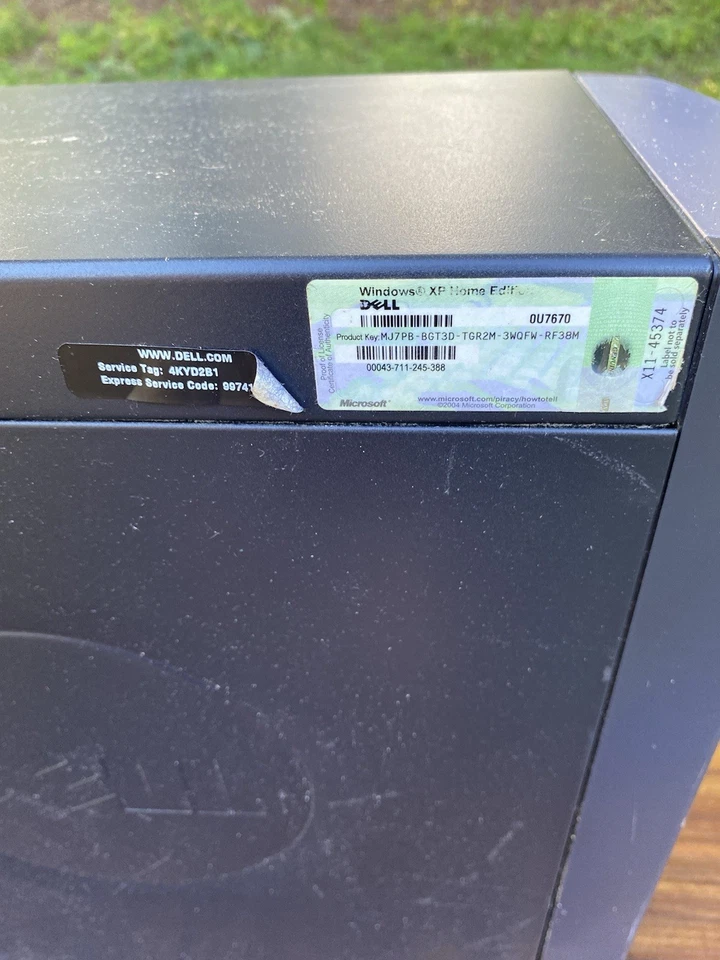 WWW.DELL.COM
Service Tag: 4KYD2B1
Express Service Code: 99741
Windows® XP Home Edition
DELL
0U7670
Proof of License
Certificate of Authenticity
Product Key: MJ7PB-BGT3D-TGR2M-3WQFW-RF38M
00043-711-245-388
Microsoft®
www.microsoft.com/piracy/howtotell
©2004 Microsoft Corporation
X11-45374
Label not to
be sold separately
DELL